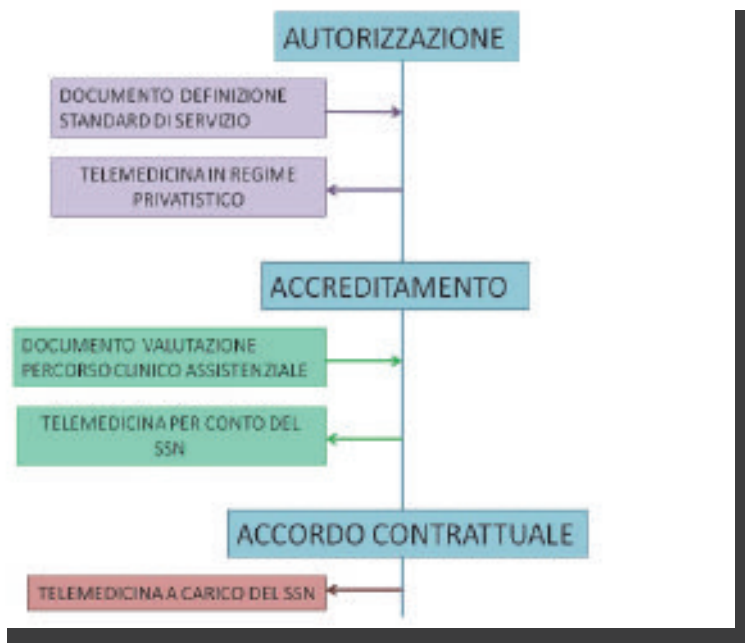 AUTORIZZAZIONE
DOCUMENTO DEFINIZIONE
STANDARD DI SERVIZIO
TELEMEDICINA IN REGIME
PRIVATISTICO
ACCREDITAMENTO
DOCUMENTO VALUTAZIONE
PERCORSO CLINICO ASSISTENZIALE
TELEMEDICINA PER CONTO DEL
SSN
ACCORDO CONTRATTUALE
TELEMEDICINA A CARICO DEL SSN